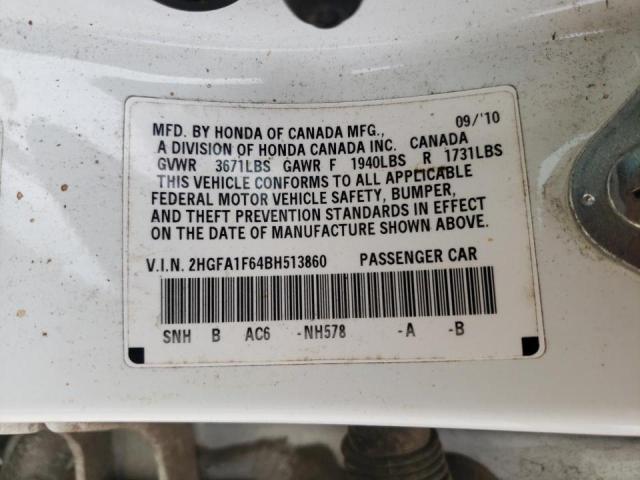 09/'10
MFD. BY HONDA OF CANADA MFG.,
A DIVISION OF HONDA CANADA INC. CANADA
GVWR 3671LBS GAWR F 1940LBS R 1731LBS
THIS VEHICLE CONFORMS TO ALL APPLICABLE
FEDERAL MOTOR VEHICLE SAFETY, BUMPER,
AND THEFT PREVENTION STANDARDS IN EFFECT
ON THE DATE OF MANUFACTURE SHOWN ABOVE.
V.I.N. 2HGFA1F64BH513860 PASSENGER CAR
SNH B AC6 -NH578 -A -B